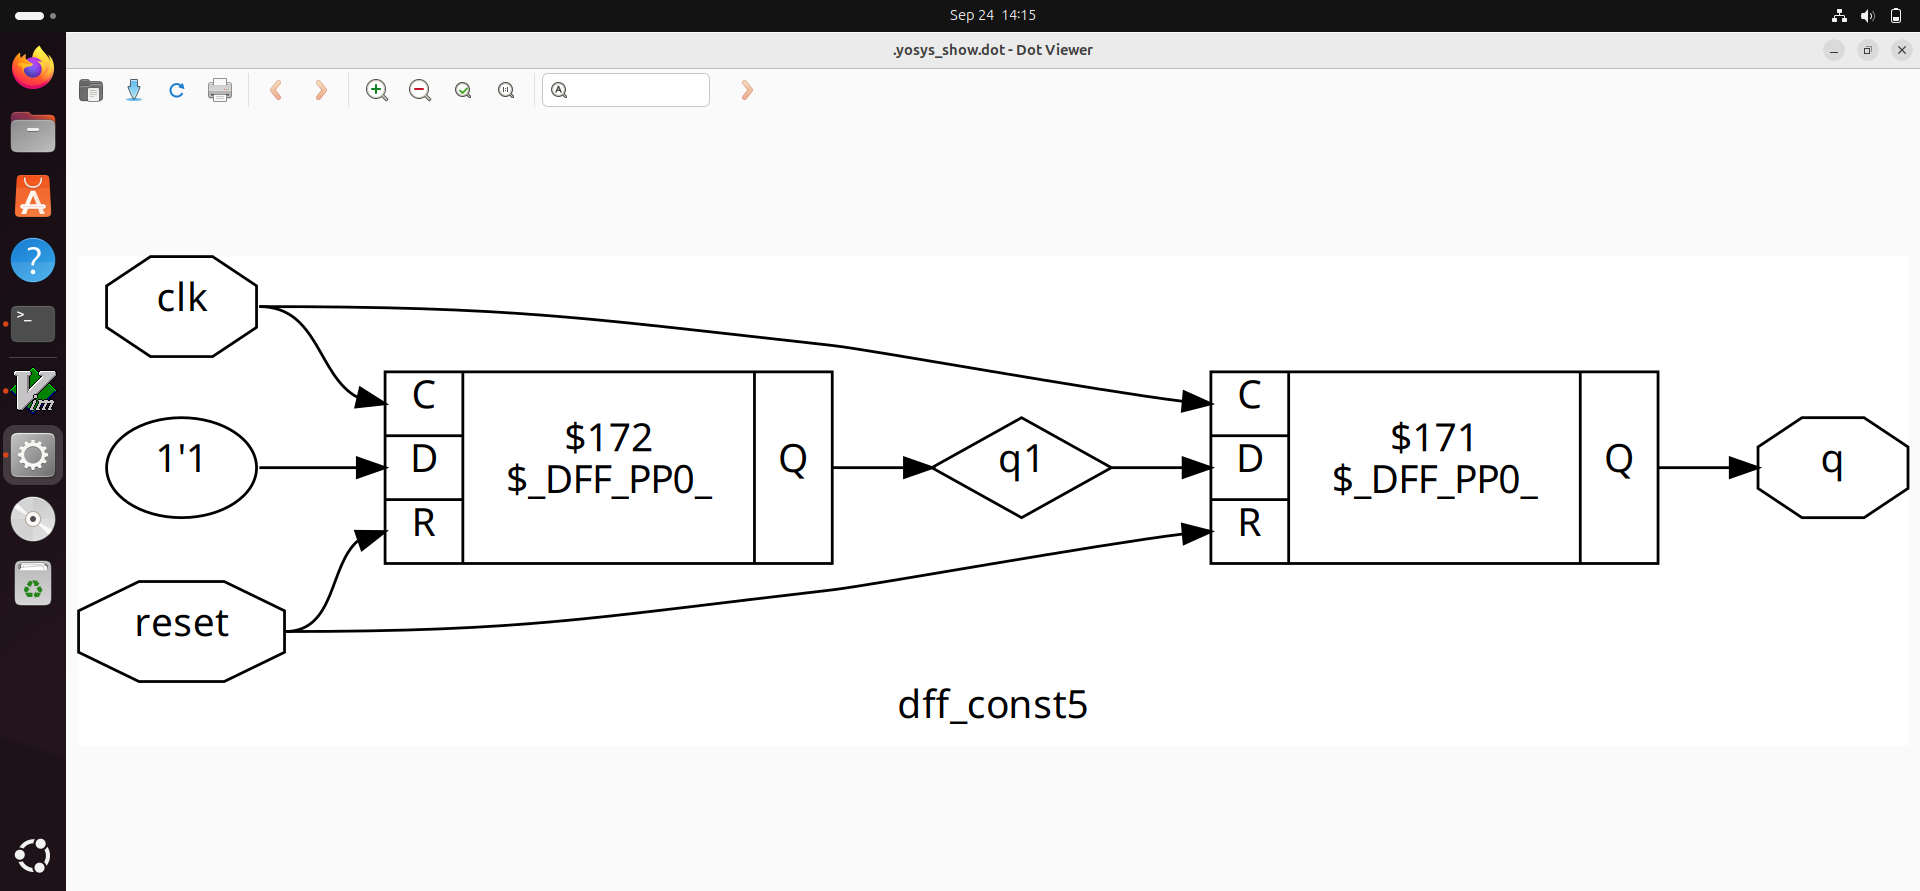 Sep 24 14:15
.yosys_show.dot - Dot Viewer
clk
C
$172
$_DFF_PP0_
D
Q
R
1'1
reset
q1
C
$171
$_DFF_PP0_
D
Q
R
q
dff_const5